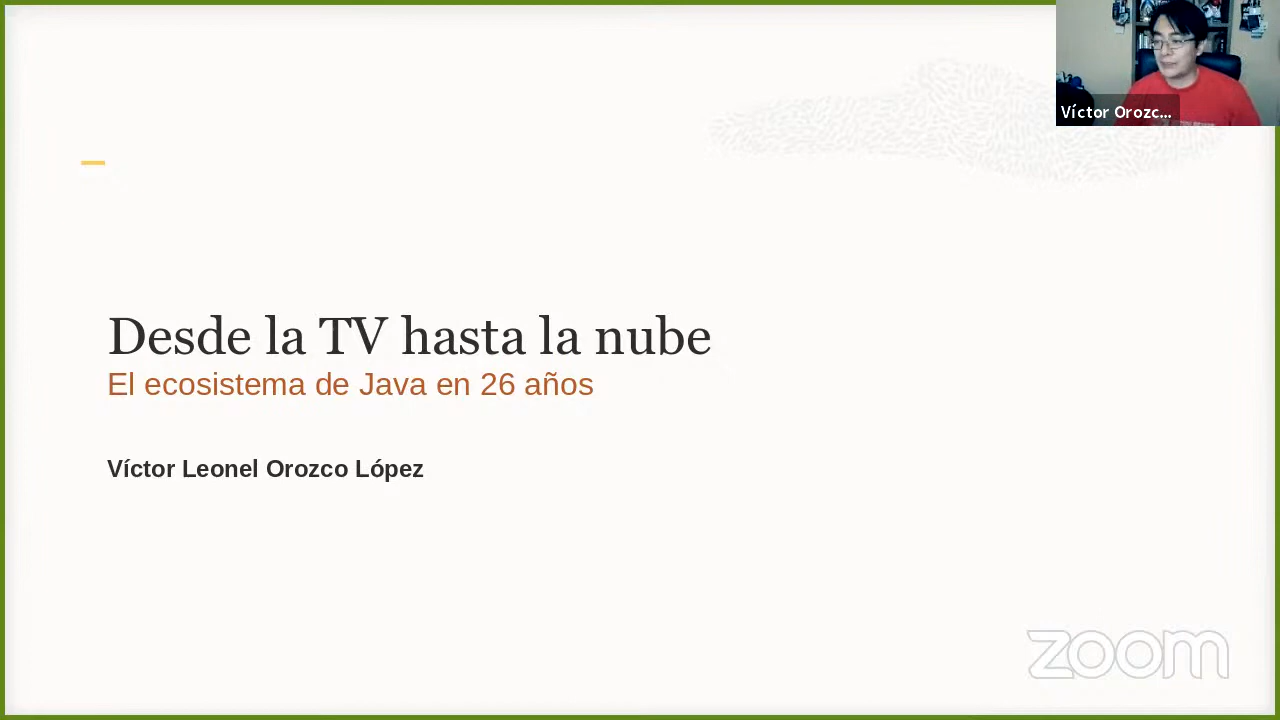 Víctor Orozc...
Desde la TV hasta la nube
El ecosistema de Java en 26 años
Víctor Leonel Orozco López
zoom